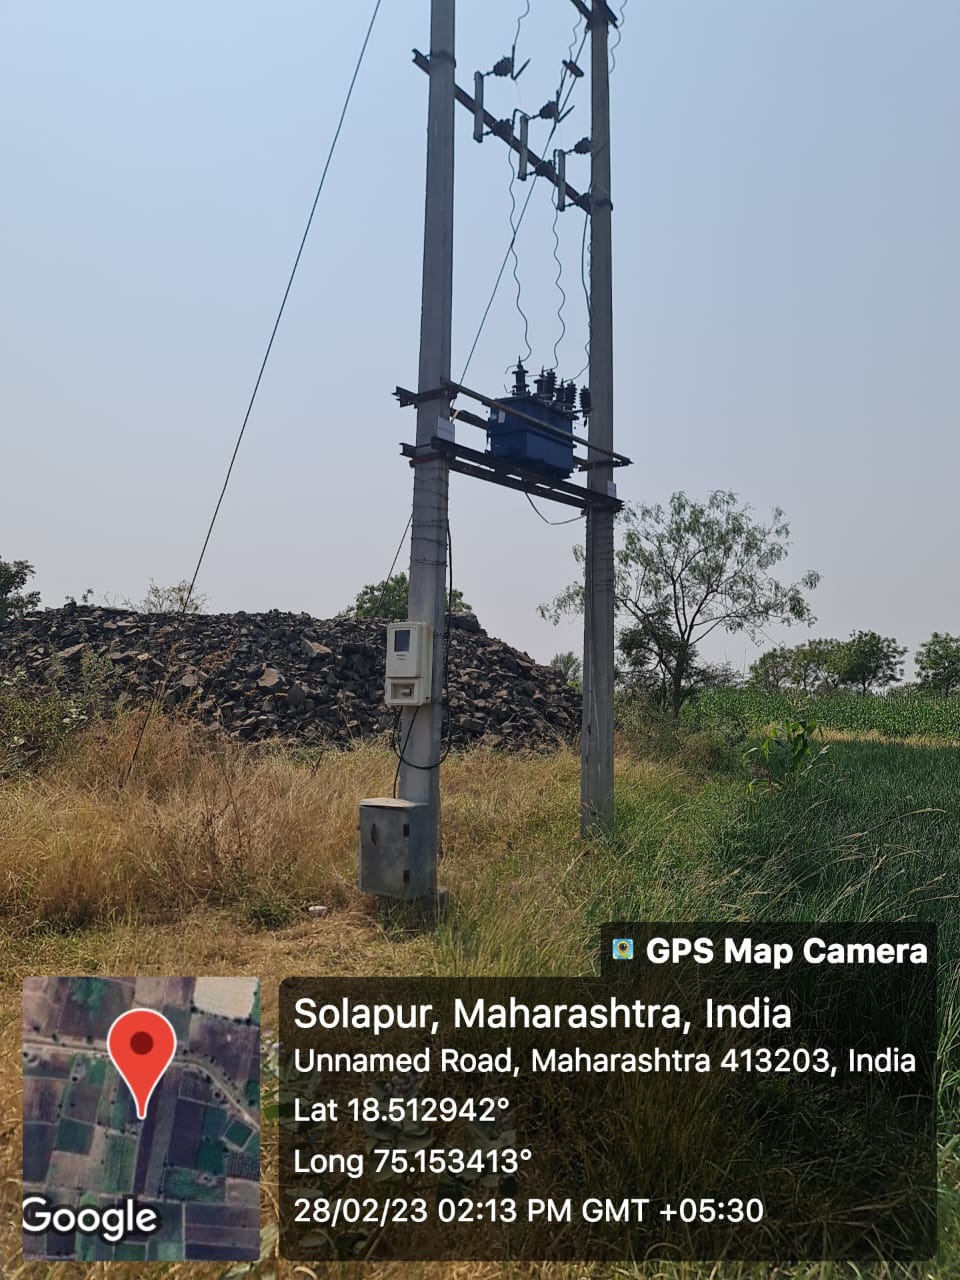 GPS Map Camera
Solapur, Maharashtra, India
Unnamed Road, Maharashtra 413203, India
Lat 18.512942°
Long 75.153413°
28/02/23 02:13 PM GMT +05:30
Google